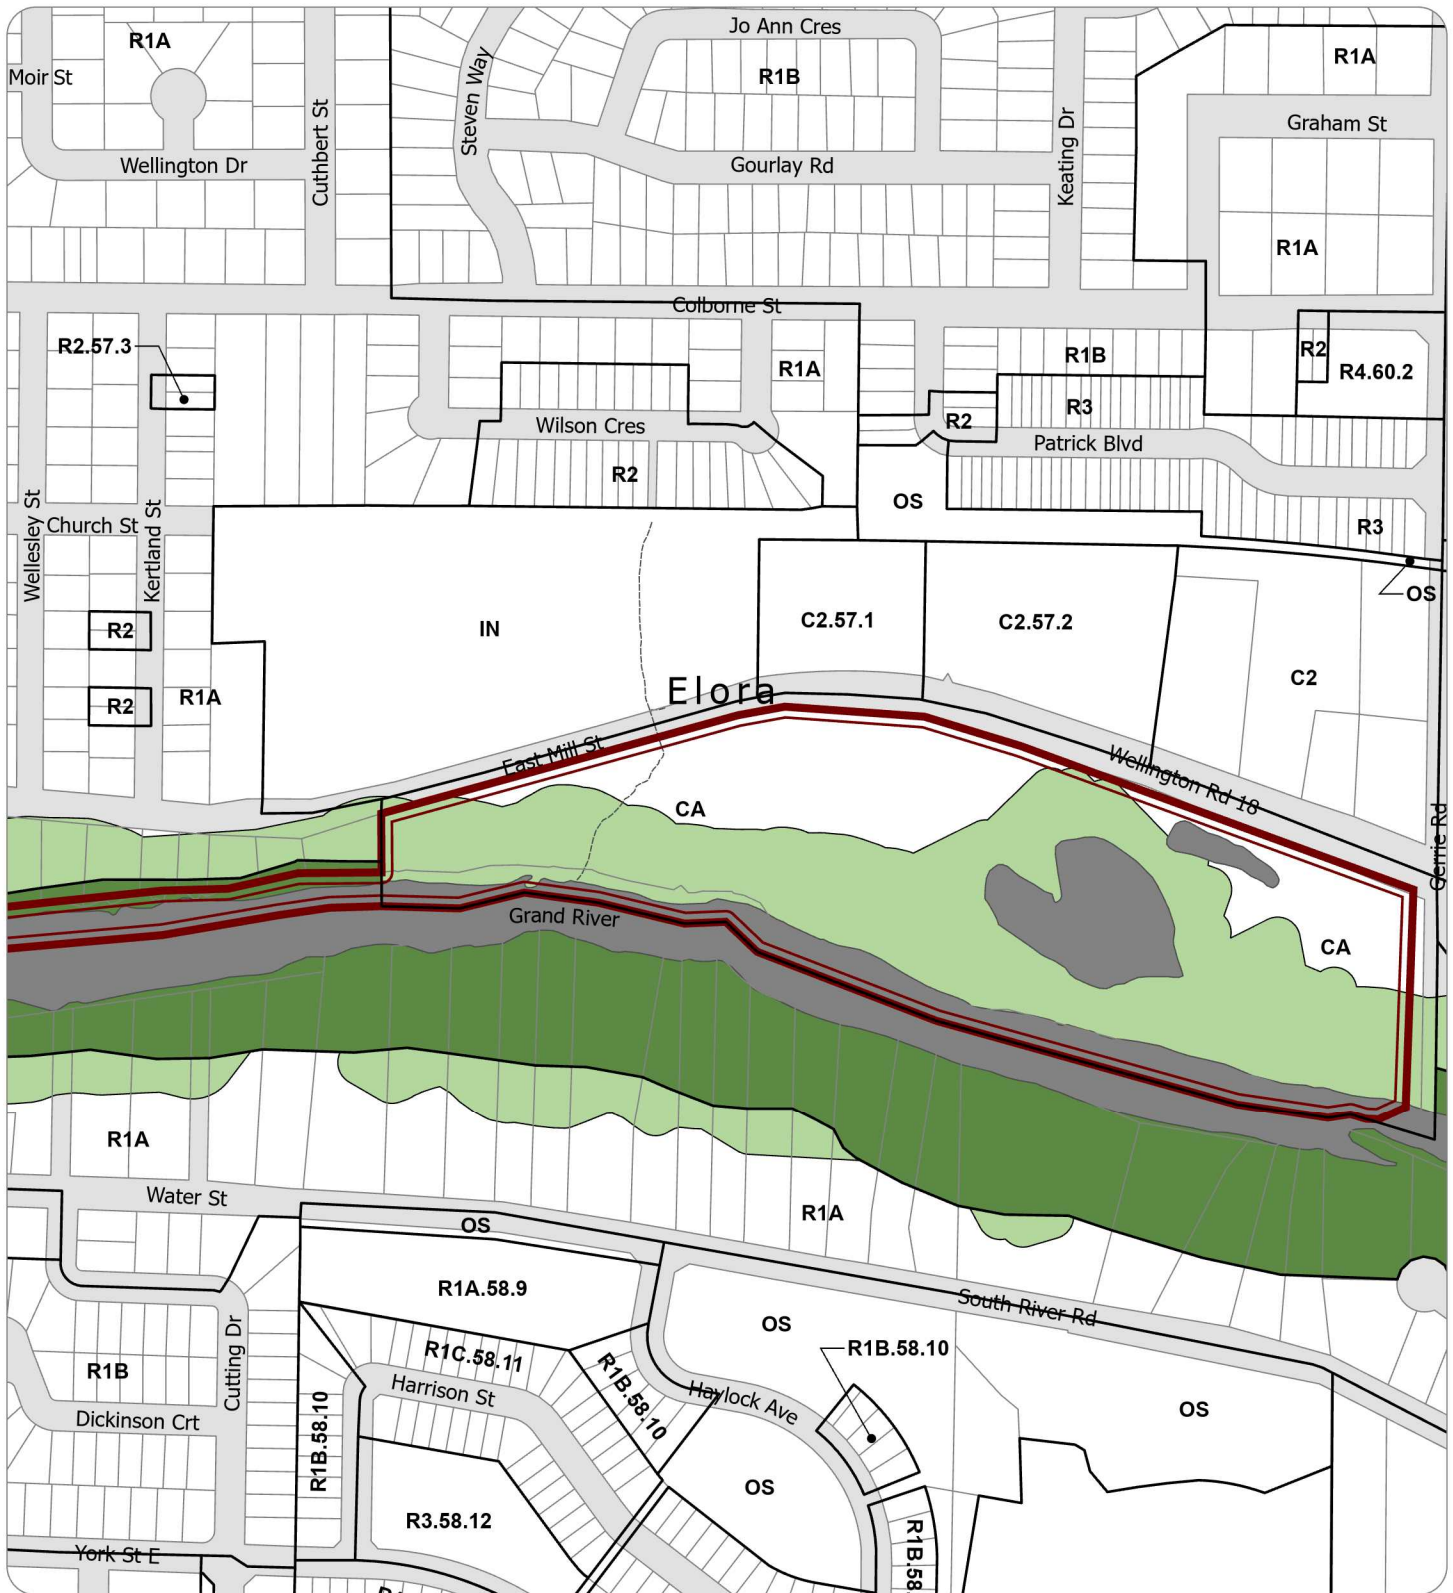 Jo Ann Cres
R1A
R1A
Moir St
R1B
Steven Way
Cuthbert St
Keating Dr
Graham St
Wellington Dr
Gourlay Rd
R1A
Colborne St
R2.57.3
R1A
R1B
R2
R4.60.2
R3
Wilson Cres
R2
Patrick Blvd
R2
OS
Wellesley St
Church St
Kertland St
R3
OS
R2
IN
C2.57.1
C2.57.2
C2
R2
R1A
Elora
East Mill St
Wellington Rd 18
CA
Gerrie Rd
Grand River
CA
R1A
Water St
R1A
OS
R1A.58.9
South River Rd
OS
R1C.58.11
R1B.58.10
R1B
Cutting Dr
R1B.58.10
Harrison St
Haylock Ave
Dickinson Crt
R1B.58.10
OS
OS
R3.58.12
R1B.58.
York St E